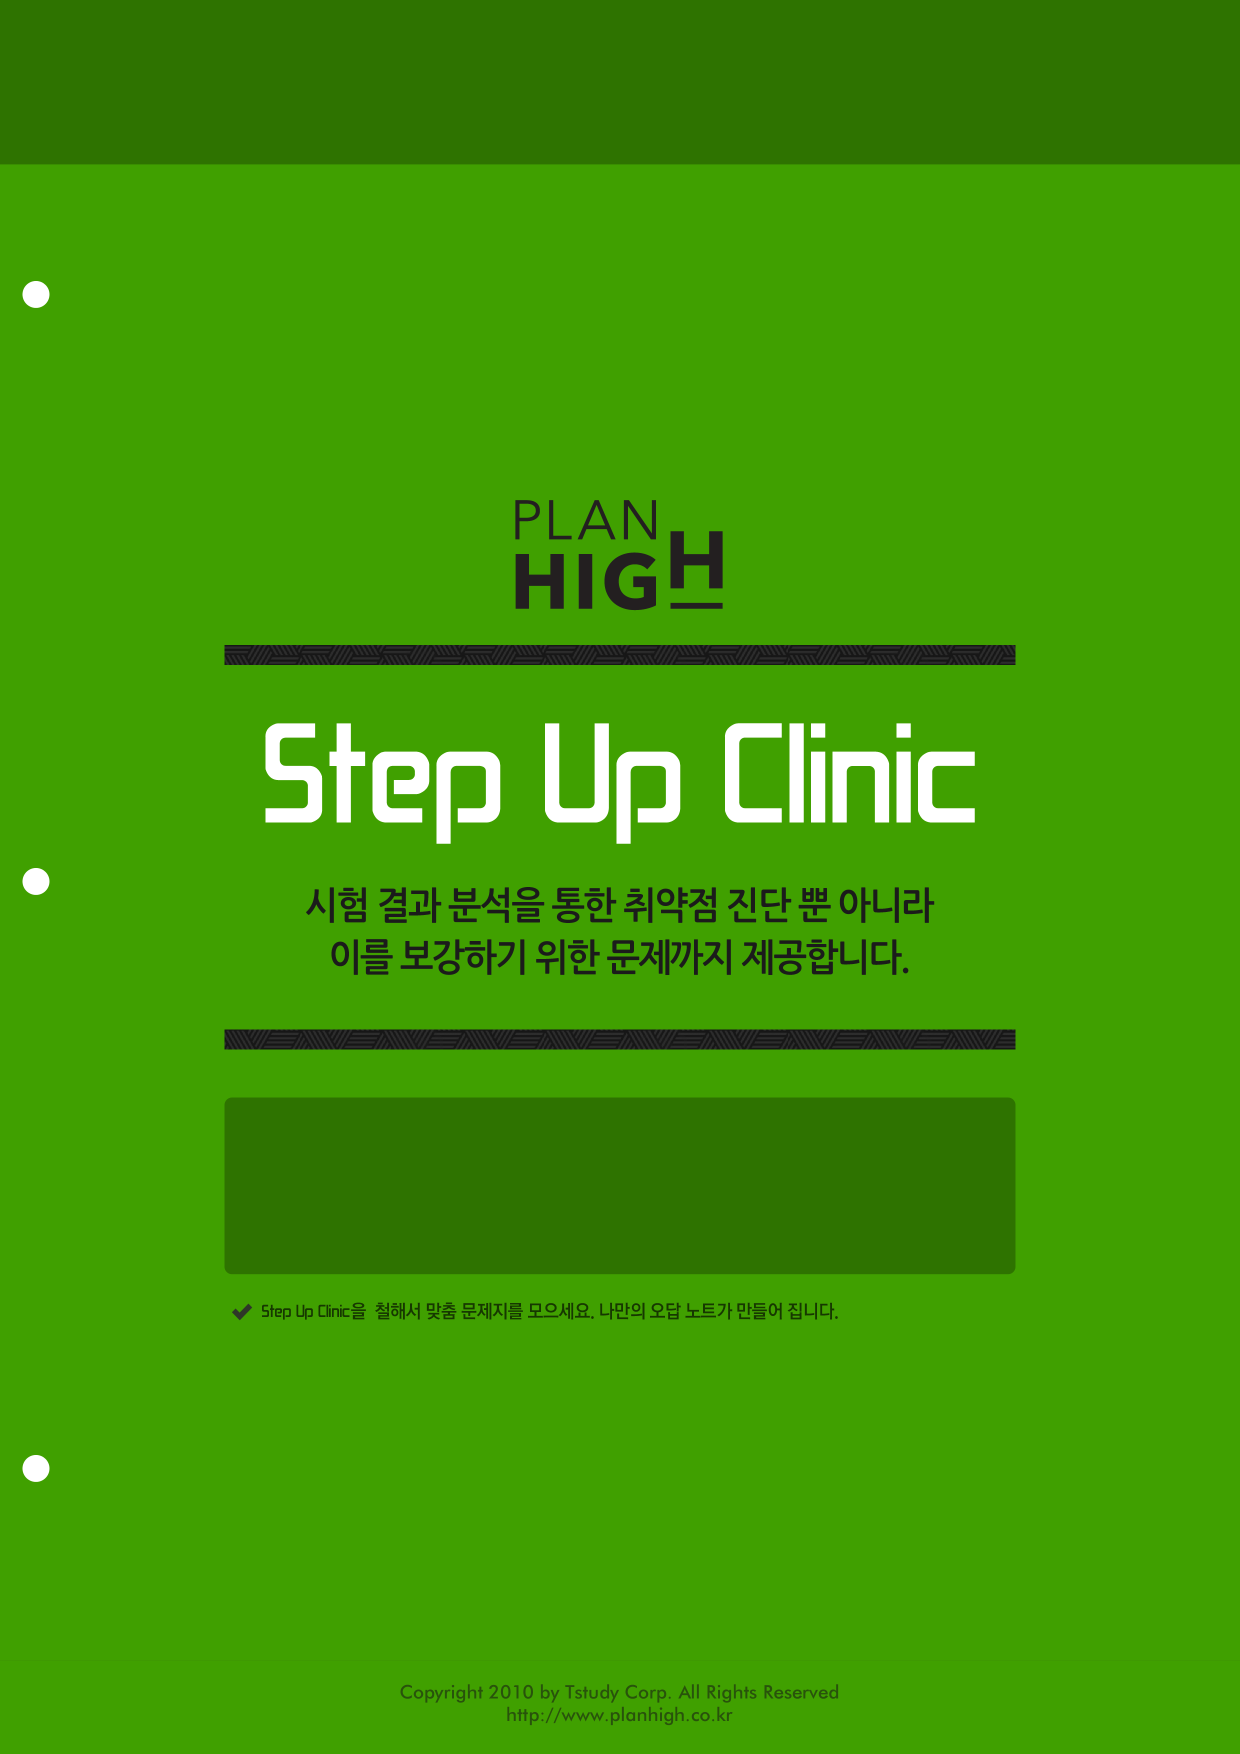 PLAN
HIGH
Step Up Clinic
시험 결과 분석을 통한 취약점 진단 뿐 아니라
이를 보강하기 위한 문제까지 제공합니다.
Step Up Clinic을 철해서 맞춤 문제지를 모으세요. 나만의 오답 노트가 만들어 집니다.
Copyright 2010 by Tstudy Corp. All Rights Reserved
http://www.planhigh.co.kr